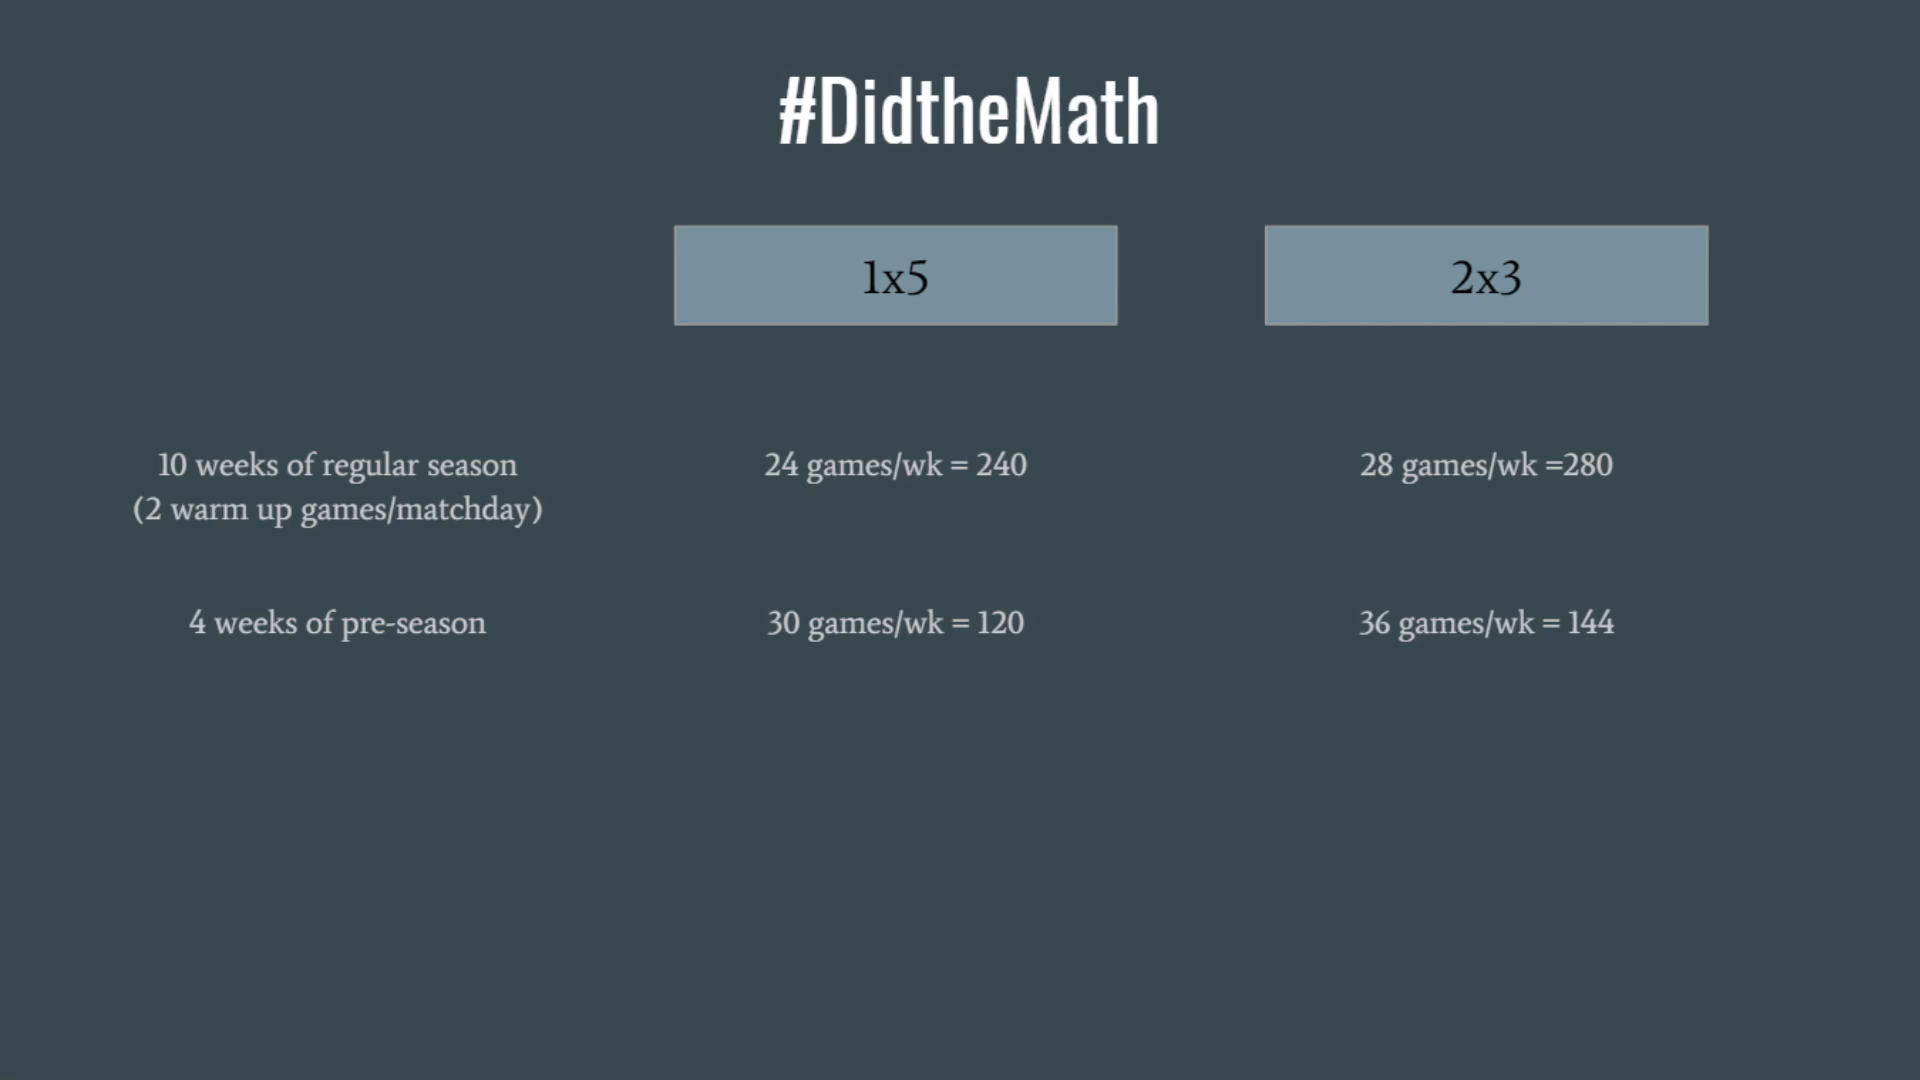 #DidtheMath
1x5
2x3
10 weeks of regular season
(2 warm up games/matchday)
24 games/wk = 240
28 games/wk =280
4 weeks of pre-season
30 games/wk = 120
36 games/wk = 144